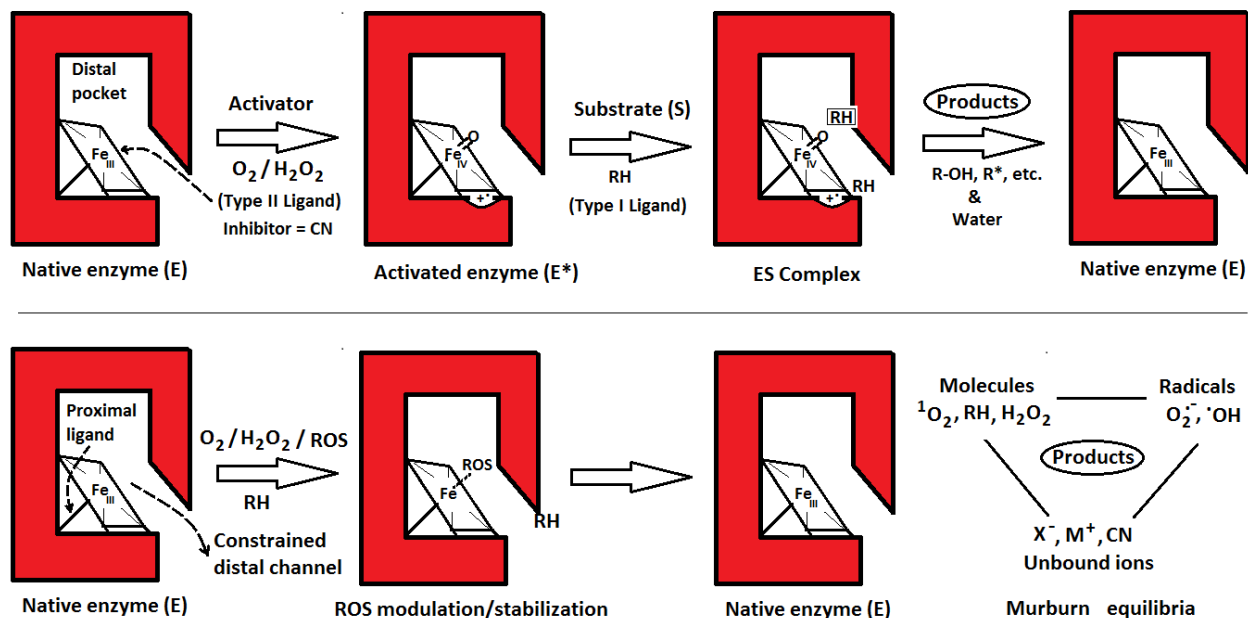 Distal
pocket
Fe
III
Native enzyme (E)
Activator
O2 / H2O2
(Type II Ligand)
Inhibitor = CN
O
Fe
IV
+•
Activated enzyme (E*)
Substrate (S)
RH
(Type I Ligand)
RH
O
Fe
IV
RH
+•
ES Complex
Products
R-OH, R*, etc.
&
Water
Fe
III
Native enzyme (E)
Proximal
ligand
Fe
III
Native enzyme (E)
O2 / H2O2 / ROS
RH
Constrained
distal channel
ROS
Fe
RH
ROS modulation/stabilization
Fe
III
Native enzyme (E)
Molecules
1O2, RH, H2O2
Radicals
O2•-, •OH
Products
X-, M+, CN
Unbound ions
Murburn equilibria